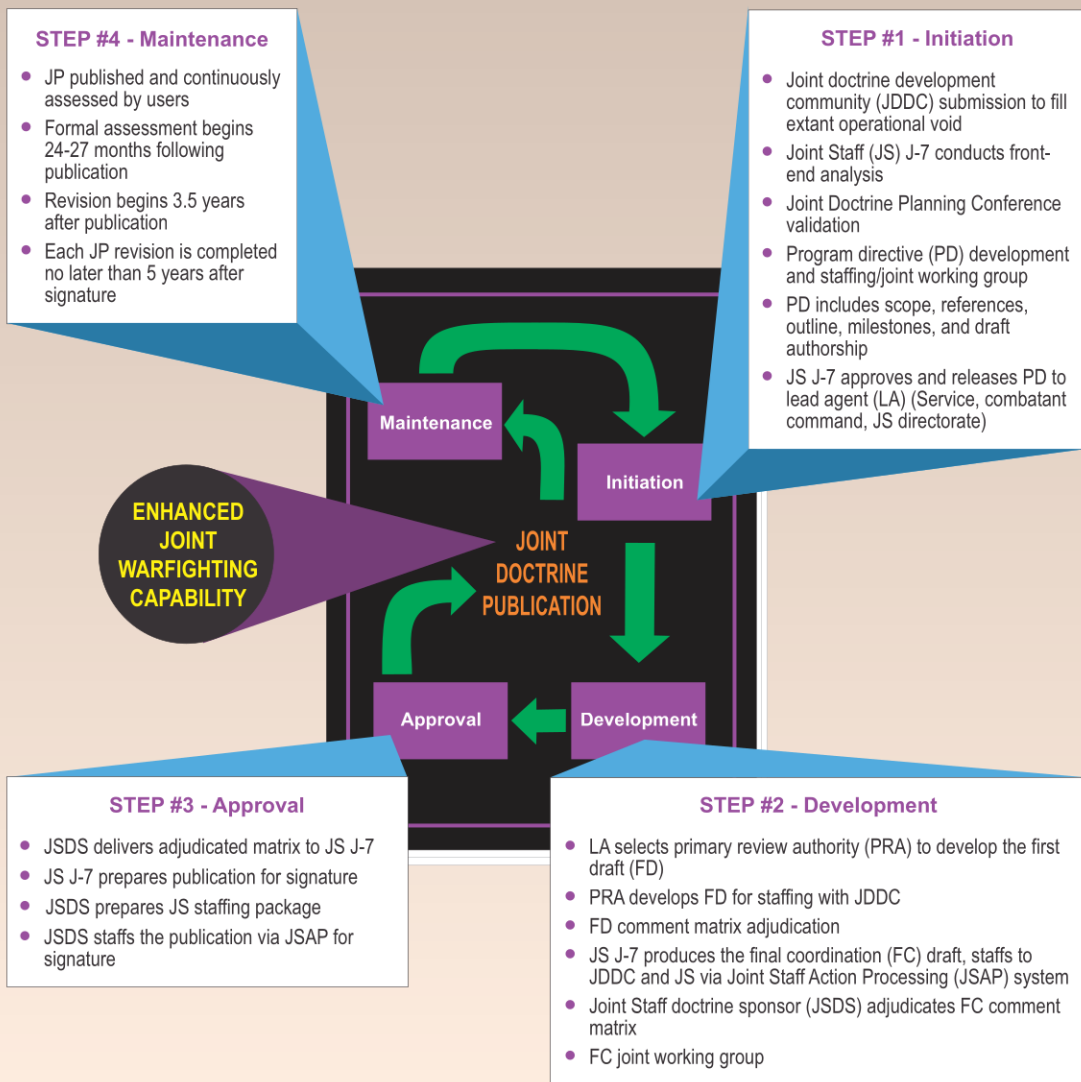 STEP #4 - Maintenance
• JP published and continuously
assessed by users
• Formal assessment begins
24-27 months following
publication
• Revision begins 3.5 years
after publication
• Each JP revision is completed
no later than 5 years after
signature
STEP #1 - Initiation
• Joint doctrine development
community (JDDC) submission to fill
extant operational void
• Joint Staff (JS) J-7 conducts front-
end analysis
• Joint Doctrine Planning Conference
validation
• Program directive (PD) development
and staffing/joint working group
• PD includes scope, references,
outline, milestones, and draft
authorship
• JS J-7 approves and releases PD to
lead agent (LA) (Service, combatant
command, JS directorate)
Maintenance
Initiation
ENHANCED
JOINT
WARFIGHTING
CAPABILITY
JOINT
DOCTRINE
PUBLICATION
Approval
Development
STEP #3 - Approval
• JSDS delivers adjudicated matrix to JS J-7
• JS J-7 prepares publication for signature
• JSDS prepares JS staffing package
• JSDS staffs the publication via JSAP for
signature
STEP #2 - Development
• LA selects primary review authority (PRA) to develop the first
draft (FD)
• PRA develops FD for staffing with JDDC
• FD comment matrix adjudication
• JS J-7 produces the final coordination (FC) draft, staffs to
JDDC and JS via Joint Staff Action Processing (JSAP) system
• Joint Staff doctrine sponsor (JSDS) adjudicates FC comment
matrix
• FC joint working group